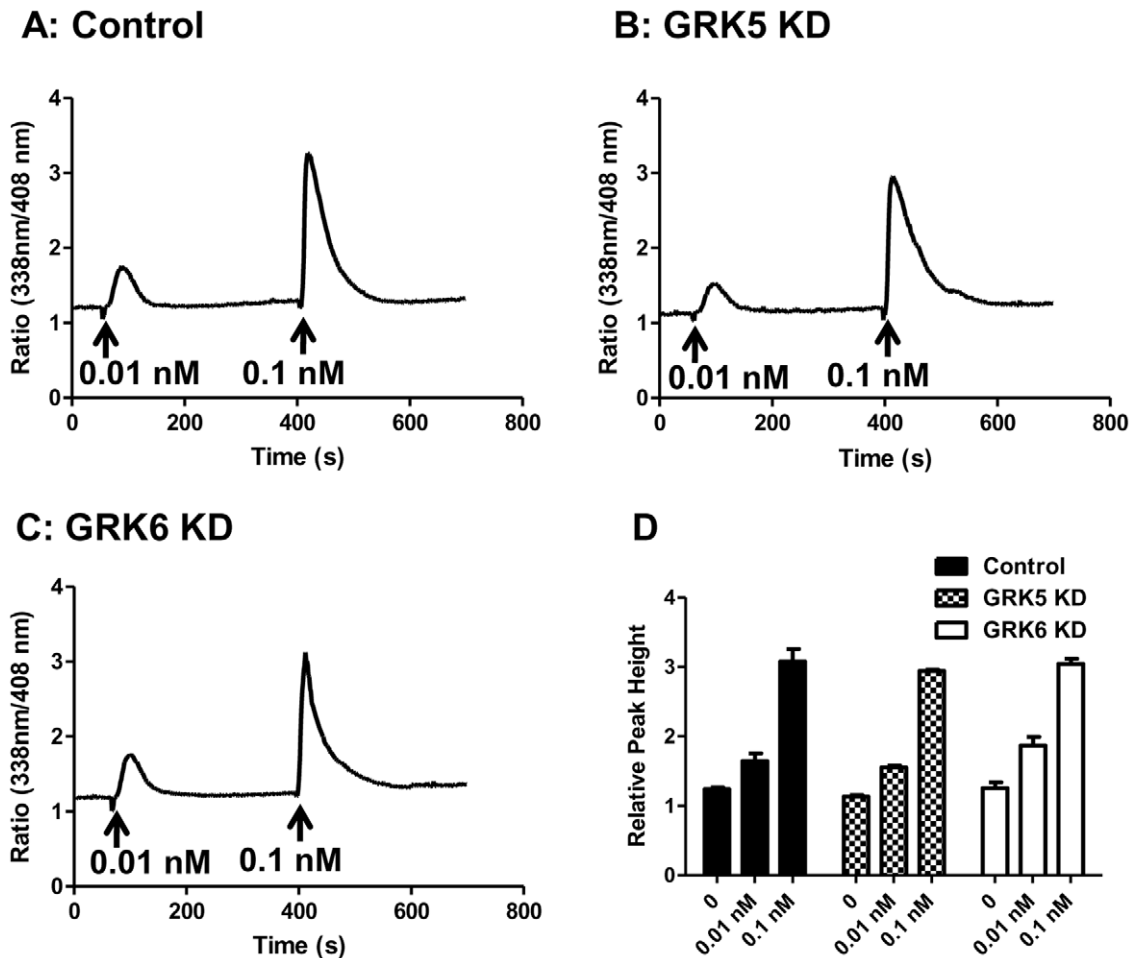 A: Control
4
3
2
1
0
Ratio (338nm/408 nm)
0.01 nM
0.1 nM
0
200
400
600
800
Time (s)
B: GRK5 KD
4
3
2
1
0
Ratio (338nm/408 nm)
0.01 nM
0.1 nM
0
200
400
600
800
Time (s)
C: GRK6 KD
4
3
2
1
0
Ratio (338nm/408 nm)
0.01 nM
0.1 nM
0
200
400
600
800
Time (s)
D
Control
GRK5 KD
GRK6 KD
4
3
2
1
0
Relative Peak Height
0
0.01 nM
0.1 nM
0
0.01 nM
0.1 nM
0
0.01 nM
0.1 nM